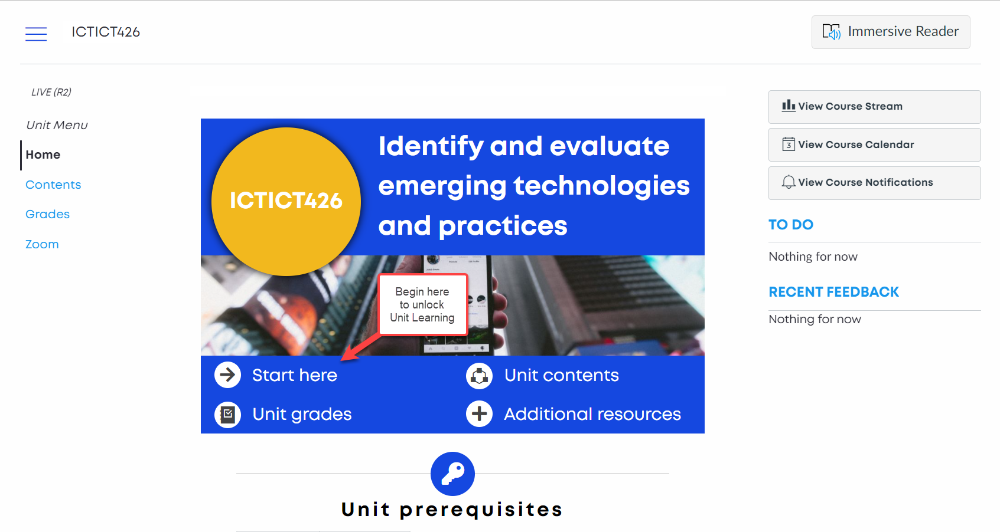 ICTICT426
Immersive Reader
LIVE (R2)
Unit Menu
Home
Contents
Grades
Zoom
ICTICT426
Identify and evaluate
emerging technologies
and practices
Begin here
to unlock
Unit Learning
Start here
Unit contents
Unit grades
Additional resources
Unit prerequisites
View Course Stream
3
View Course Calendar
View Course Notifications
TO DO
Nothing for now
RECENT FEEDBACK
Nothing for now